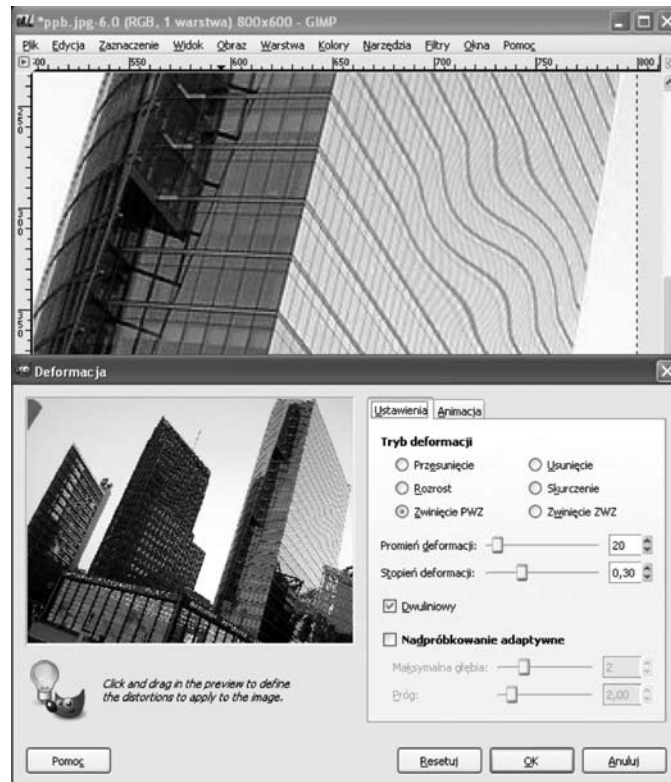 *ppb.jpg-6.0 (RGB, 1 warstwa) 800x600 - GIMP
Plik Edycja Zaznaczenie Widok Obraz Warstwa Kolory Narzędzia Filtry Okna Pomoc
550 600 650 700 750 800
250
300
350
Deformacja
Ustawienia Animacja
Tryb deformacji
Przesunięcie Usunięcie
Rozrost Skurczenie
Zwinięcie PWZ Zwinięcie ZWZ
Promień deformacji: 20
Stopień deformacji: 0,30
Dwuliniowy
Nadpróbkowanie adaptywne
Maksymalna głębia: 2
Próg: 2,00
Click and drag in the preview to define
the distortions to apply to the image.
Pomoc Resetuj OK Anuluj